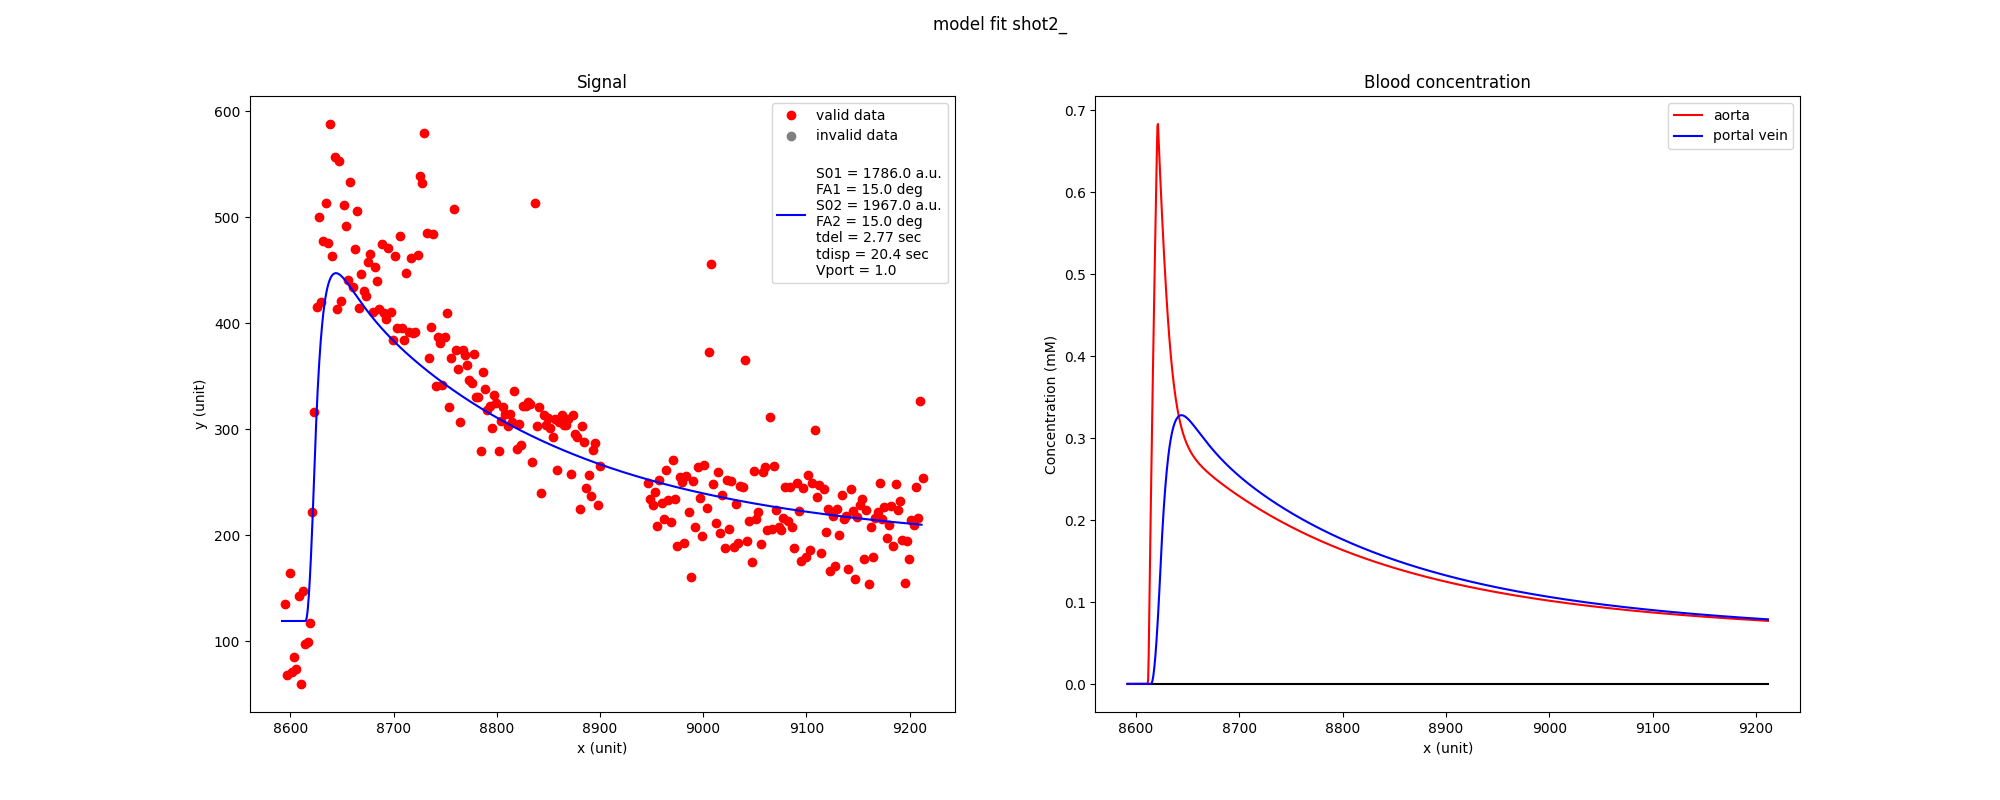 model fit shot2_
Signal
y (unit)
600
500
400
300
200
100
8600 8700 8800 8900 9000 9100 9200
x (unit)
valid data
invalid data
S01 = 1786.0 a.u.
FA1 = 15.0 deg
S02 = 1967.0 a.u.
FA2 = 15.0 deg
tdel = 2.77 sec
tdisp = 20.4 sec
Vport = 1.0
Blood concentration
Concentration (mM)
0.7
0.6
0.5
0.4
0.3
0.2
0.1
0.0
8600 8700 8800 8900 9000 9100 9200
x (unit)
aorta
portal vein